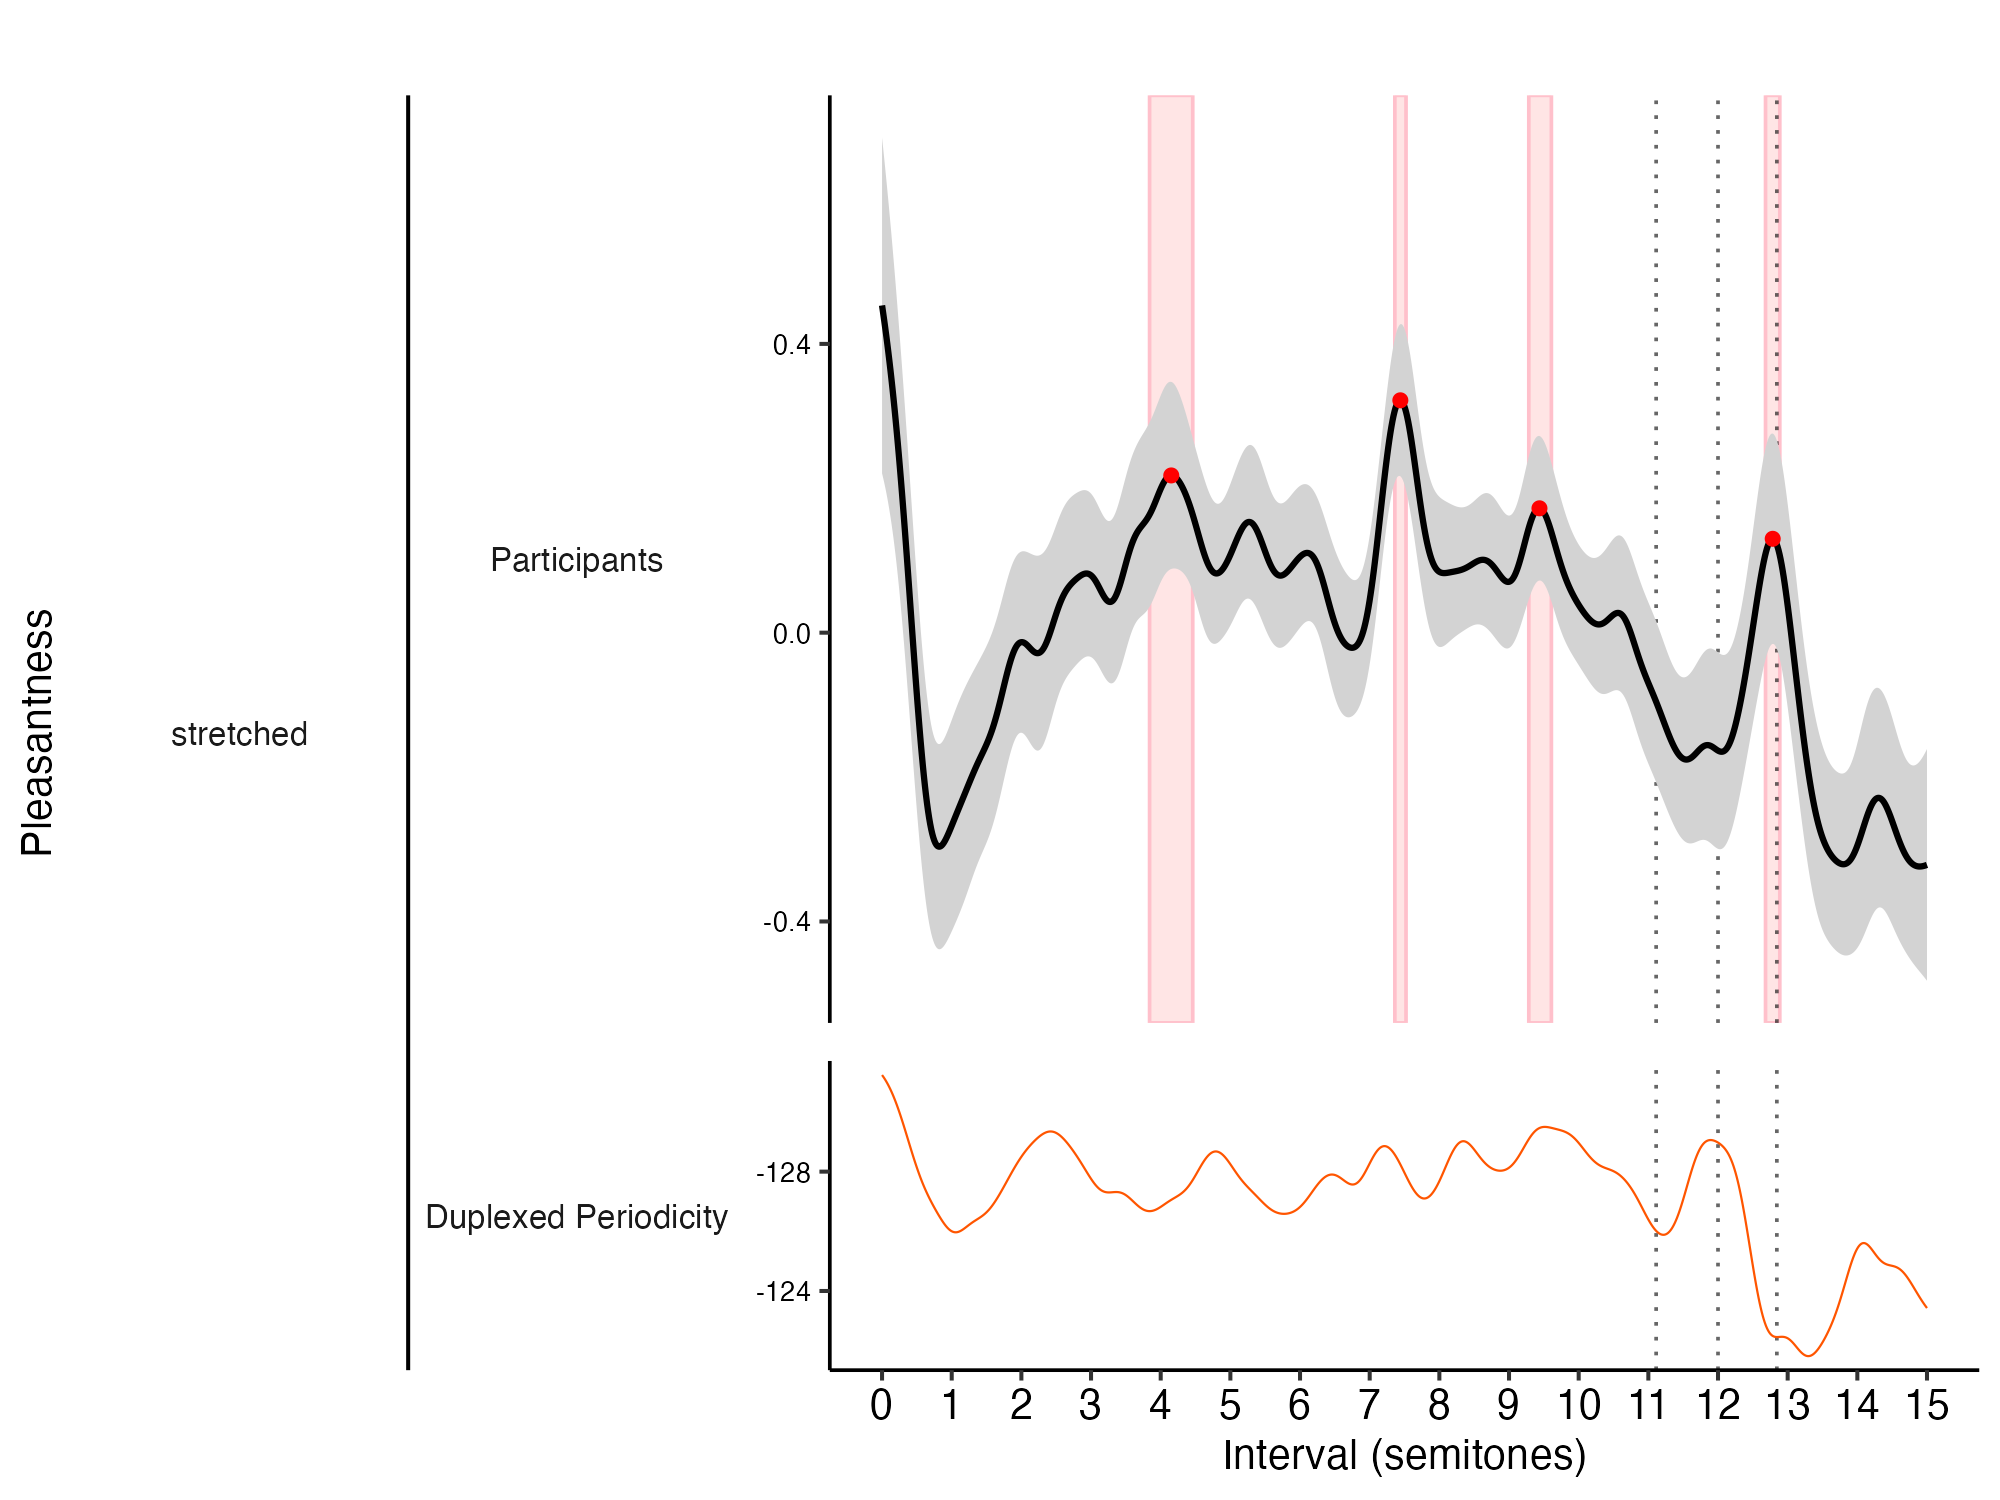 Pleasantness
stretched
Participants
0.4
0.0
-0.4
Duplexed Periodicity
-128
-124
0 1 2 3 4 5 6 7 8 9 10 11 12 13 14 15
Interval (semitones)